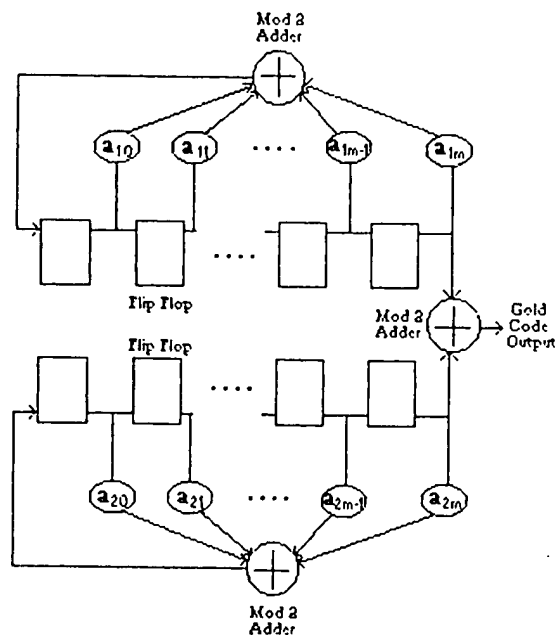 Mod 2
Adder
a10
a11
....
a1m-1
a1m
....
Flip Flop
Mod 2
Adder
Gold
Code
Output
Flip Flop
....
a20
a21
....
a2m-1
a2m
Mod 2
Adder